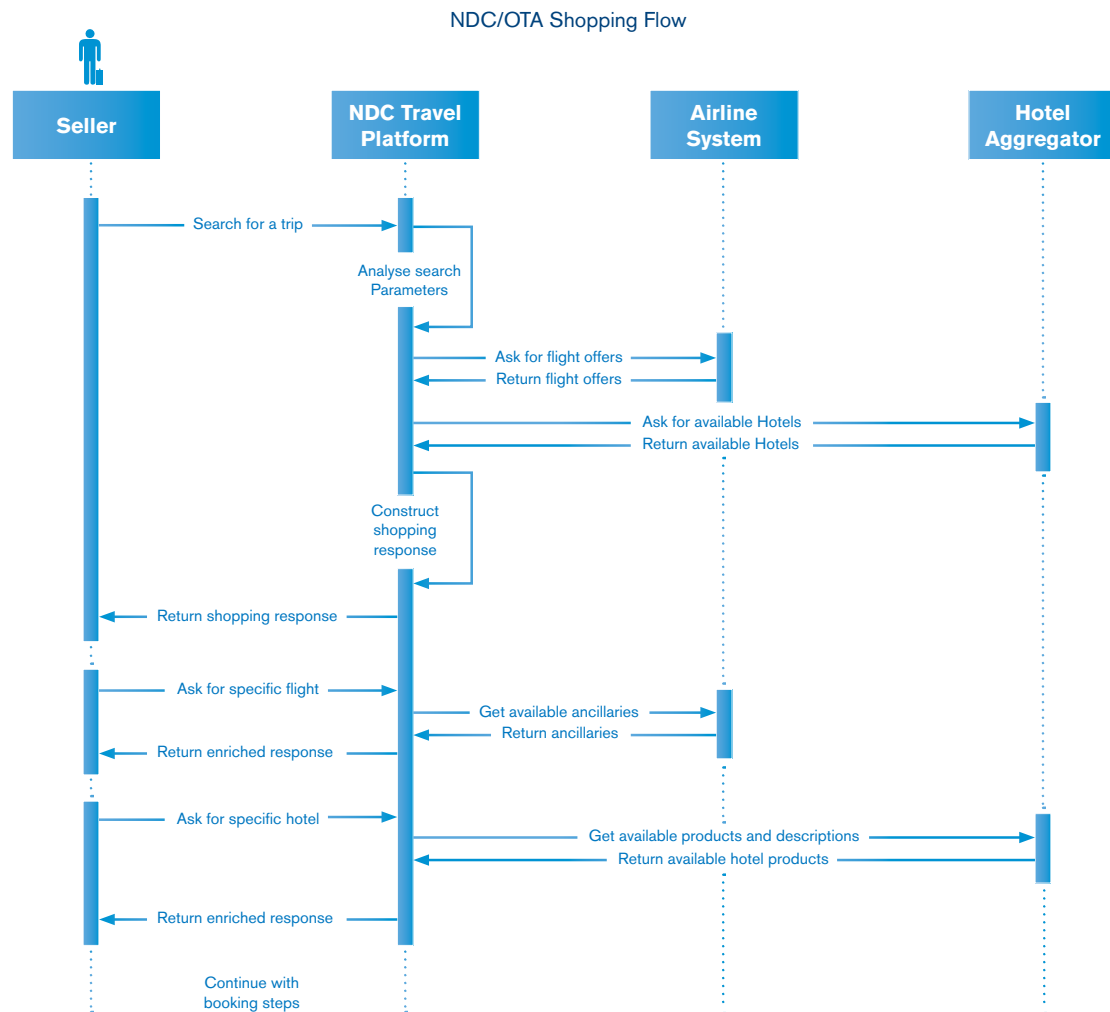 NDC/OTA Shopping Flow
Seller
NDC Travel
Platform
Airline
System
Hotel
Aggregator
Search for a trip
Analyse search
Parameters
Ask for flight offers
Return flight offers
Ask for available Hotels
Return available Hotels
Construct
shopping
response
Return shopping response
Ask for specific flight
Get available ancillaries
Return ancillaries
Return enriched response
Ask for specific hotel
Get available products and descriptions
Return available hotel products
Return enriched response
Continue with
booking steps